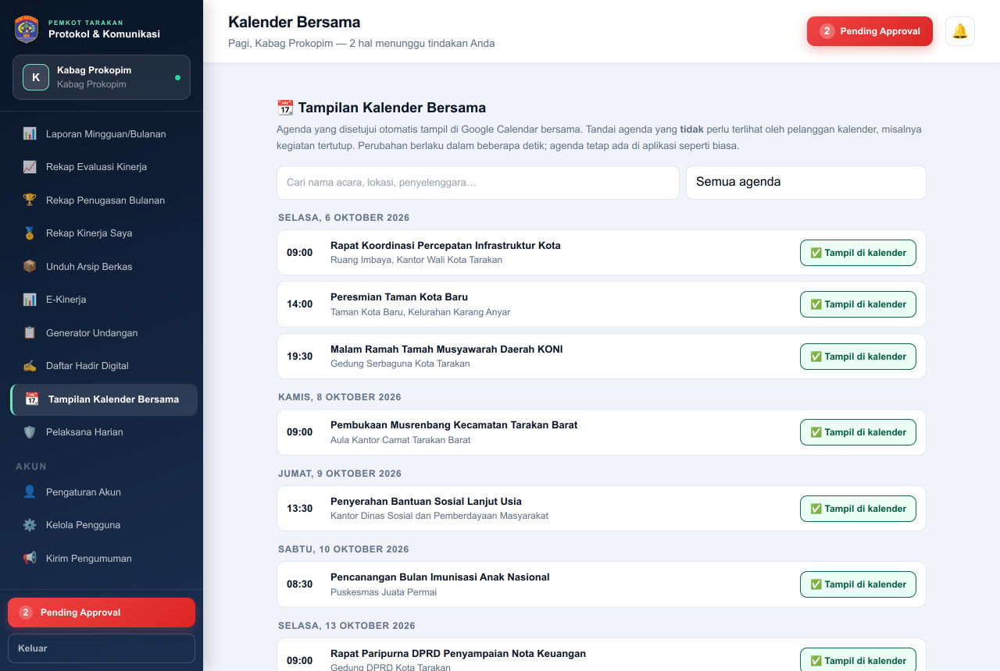 PEMKOT TARAKAN
Protokol & Komunikasi
K
Kabag Prokopim
Kabag Prokopim
Laporan Mingguan/Bulanan
Rekap Evaluasi Kinerja
Rekap Penugasan Bulanan
Rekap Kinerja Saya
Unduh Arsip Berkas
E-Kinerja
Generator Undangan
Daftar Hadir Digital
Tampilan Kalender Bersama
Pelaksana Harian
AKUN
Pengaturan Akun
Kelola Pengguna
Kirim Pengumuman
2 Pending Approval
Keluar
Kalender Bersama
Pagi, Kabag Prokopim — 2 hal menunggu tindakan Anda
2 Pending Approval
📆 Tampilan Kalender Bersama
Agenda yang disetujui otomatis tampil di Google Calendar bersama. Tandai agenda yang tidak perlu terlihat oleh pelanggan kalender, misalnya
kegiatan tertutup. Perubahan berlaku dalam beberapa detik; agenda tetap ada di aplikasi seperti biasa.
Cari nama acara, lokasi, penyelenggara…
Semua agenda
SELASA, 6 OKTOBER 2026
09:00
Rapat Koordinasi Percepatan Infrastruktur Kota
Ruang Imbaya, Kantor Wali Kota Tarakan
✅ Tampil di kalender
14:00
Peresmian Taman Kota Baru
Taman Kota Baru, Kelurahan Karang Anyar
✅ Tampil di kalender
19:30
Malam Ramah Tamah Musyawarah Daerah KONI
Gedung Serbaguna Kota Tarakan
✅ Tampil di kalender
KAMIS, 8 OKTOBER 2026
09:00
Pembukaan Musrenbang Kecamatan Tarakan Barat
Aula Kantor Camat Tarakan Barat
✅ Tampil di kalender
JUMAT, 9 OKTOBER 2026
13:30
Penyerahan Bantuan Sosial Lanjut Usia
Kantor Dinas Sosial dan Pemberdayaan Masyarakat
✅ Tampil di kalender
SABTU, 10 OKTOBER 2026
08:30
Pencanangan Bulan Imunisasi Anak Nasional
Puskesmas Juata Permai
✅ Tampil di kalender
SELASA, 13 OKTOBER 2026
09:00
Rapat Paripurna DPRD Penyampaian Nota Keuangan
Gedung DPRD Kota Tarakan
✅ Tampil di kalender